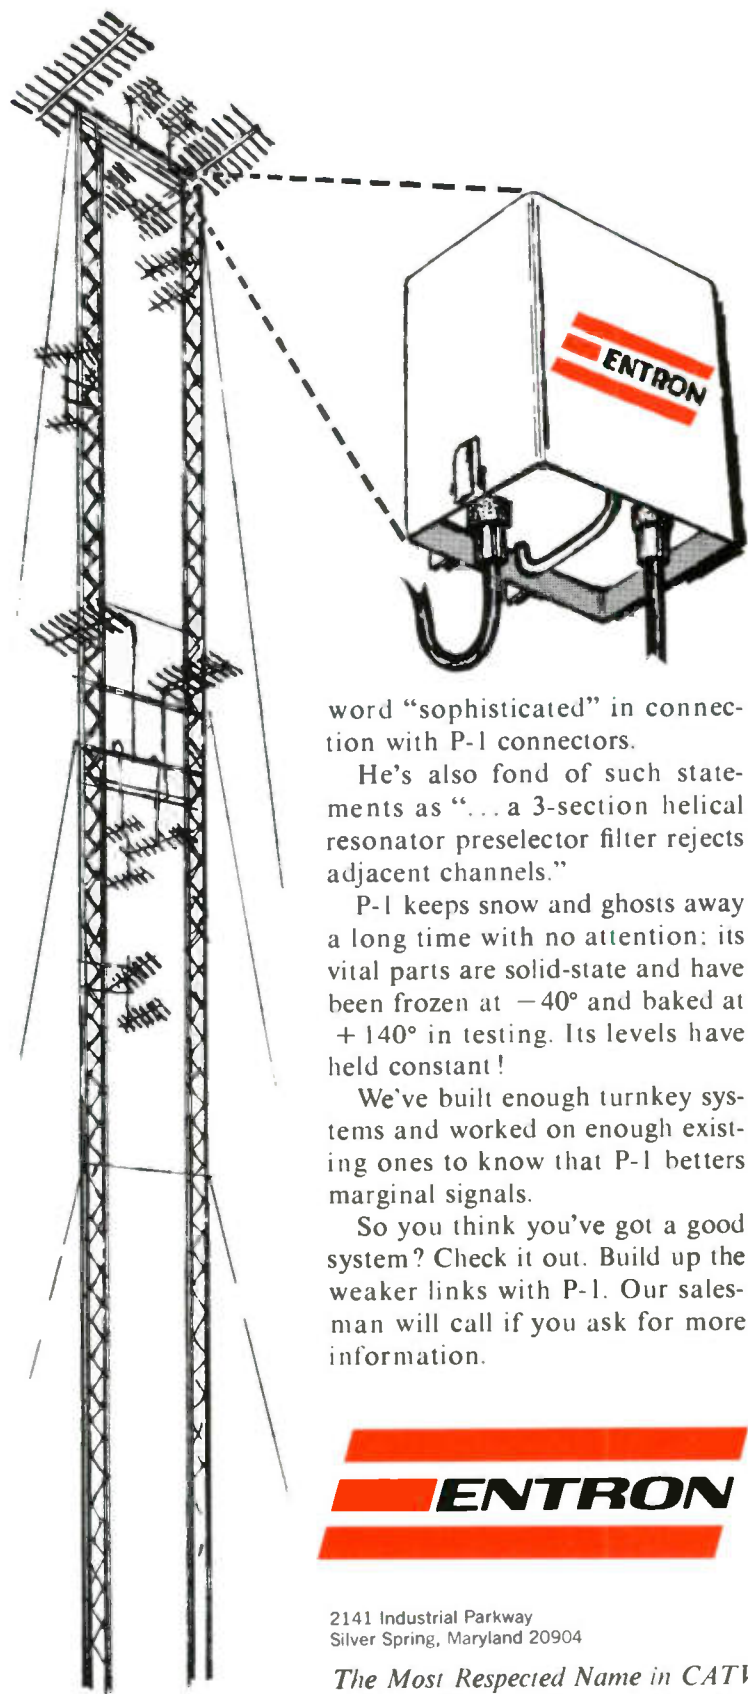 ENTRON
word “sophisticated” in connec-
tion with P-1 connectors.
He's also fond of such state-
ments as “...a 3-section helical
resonator preselector filter rejects
adjacent channels.”
P-1 keeps snow and ghosts away
a long time with no attention: its
vital parts are solid-state and have
been frozen at −40° and baked at
+140° in testing. Its levels have
held constant!
We've built enough turnkey sys-
tems and worked on enough exist-
ing ones to know that P-1 betters
marginal signals.
So you think you've got a good
system? Check it out. Build up the
weaker links with P-1. Our sales-
man will call if you ask for more
information.
ENTRON
2141 Industrial Parkway
Silver Spring, Maryland 20904
The Most Respected Name in CATV